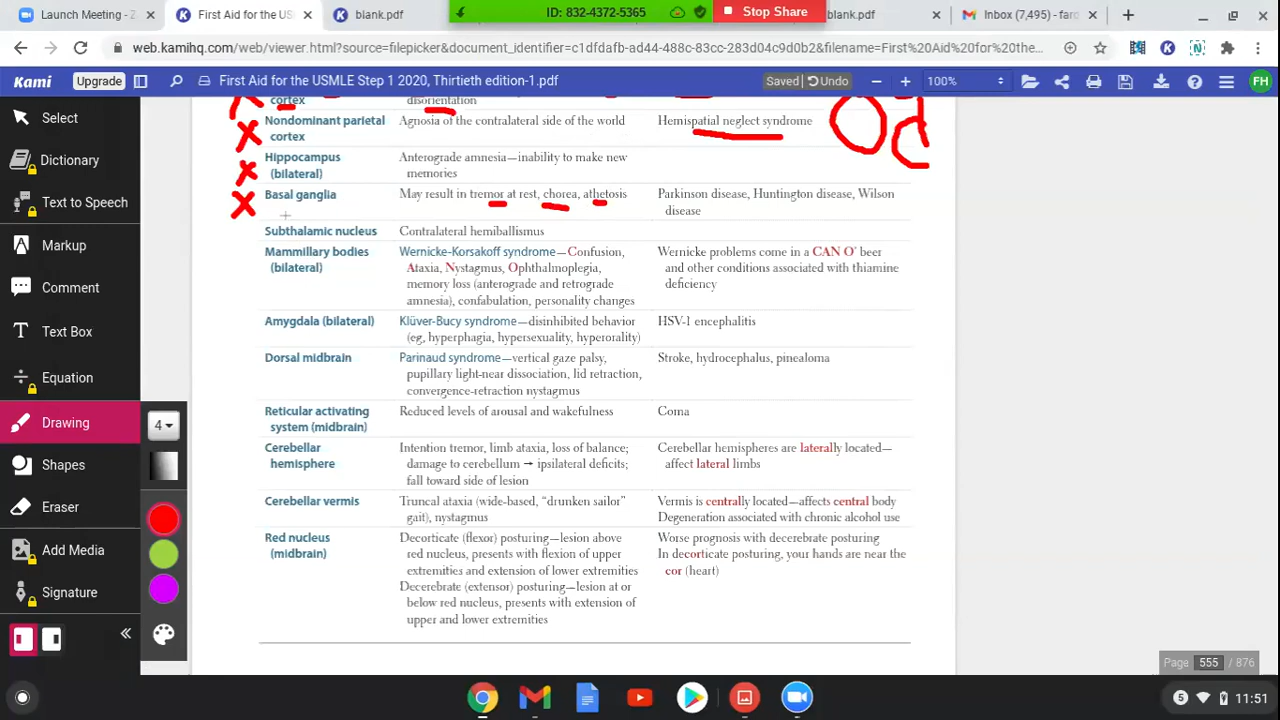 Launch Meeting - Z
First Aid for the USMLE Step 1
blank.pdf
ID: 832-4372-5365
Stop Share
blank.pdf
Inbox (7,495) - faro
web.kamihq.com/web/viewer.html?source=filepicker&document_identifier=c1dfdafb-ad44-488c-83cc-283d04c9d0b2&filename=First%20Aid%20for%20the...
Kami
Upgrade
First Aid for the USMLE Step 1 2020, Thirtieth edition-1.pdf
Saved
Undo
100%
FH
Select
Dictionary
Text to Speech
Markup
Comment
Text Box
Equation
Drawing
4
Shapes
Eraser
Add Media
Signature
cortex
disorientation
Nondominant parietal
cortex
Agnosia of the contralateral side of the world
Hemispatial neglect syndrome
Hippocampus
(bilateral)
Anterograde amnesia—inability to make new
memories
Basal ganglia
May result in tremor at rest, chorea, athetosis
Parkinson disease, Huntington disease, Wilson
disease
Subthalamic nucleus
Contralateral hemiballismus
Mammillary bodies
(bilateral)
Wernicke-Korsakoff syndrome—Confusion,
Ataxia, Nystagmus, Ophthalmoplegia,
memory loss (anterograde and retrograde
amnesia), confabulation, personality changes
Wernicke problems come in a CAN O' beer
and other conditions associated with thiamine
deficiency
Amygdala (bilateral)
Klüver-Bucy syndrome—disinhibited behavior
(eg, hyperphagia, hypersexuality, hyperorality)
HSV-1 encephalitis
Dorsal midbrain
Parinaud syndrome—vertical gaze palsy,
pupillary light-near dissociation, lid retraction,
convergence-retraction nystagmus
Stroke, hydrocephalus, pinealoma
Reticular activating
system (midbrain)
Reduced levels of arousal and wakefulness
Coma
Cerebellar
hemisphere
Intention tremor, limb ataxia, loss of balance;
damage to cerebellum → ipsilateral deficits;
fall toward side of lesion
Cerebellar hemispheres are laterally located—
affect lateral limbs
Cerebellar vermis
Truncal ataxia (wide-based, “drunken sailor”
gait), nystagmus
Vermis is centrally located—affects central body
Degeneration associated with chronic alcohol use
Red nucleus
(midbrain)
Decorticate (flexor) posturing—lesion above
red nucleus, presents with flexion of upper
extremities and extension of lower extremities
Decerebrate (extensor) posturing—lesion at or
below red nucleus, presents with extension of
upper and lower extremities
Worse prognosis with decerebrate posturing
In decorticate posturing, your hands are near the
cor (heart)
Page 555 / 876
5
11:51